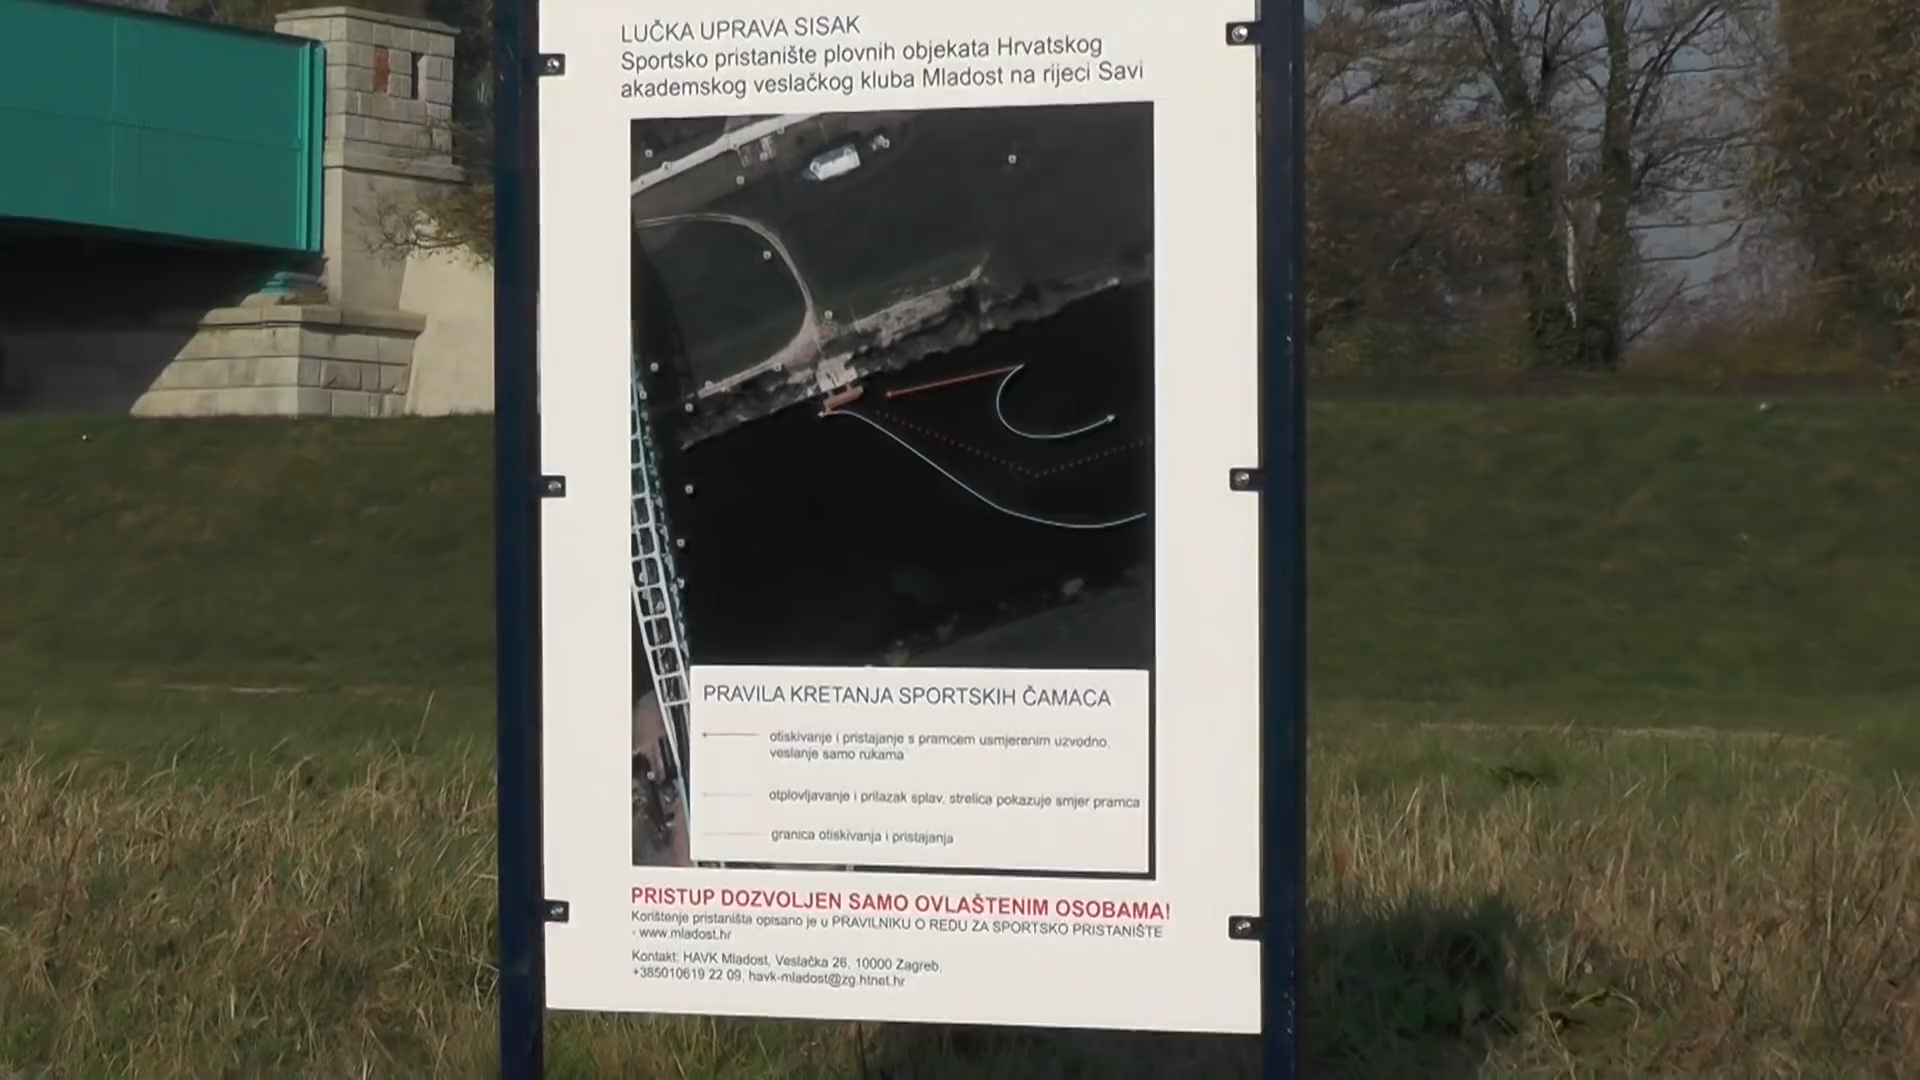 LUČKA UPRAVA SISAK
Sportsko pristanište plovnih objekata Hrvatskog
akademskog veslačkog kluba Mladost na rijeci Savi
PRAVILA KRETANJA SPORTSKIH ČAMACA
otiskivanje i pristajanje s pramcem usmjerenim uzvodno,
veslanje samo rukama
otplovljavanje i prilazak splav, strelica pokazuje smjer pramca
granica otiskivanja i pristajanja
PRISTUP DOZVOLJEN SAMO OVLAŠTENIM OSOBAMA!
Korištenje pristaništa opisano je u PRAVILNIKU O REDU ZA SPORTSKO PRISTANIŠTE
- www.mladost.hr
Kontakt: HAVK Mladost, Veslačka 26, 10000 Zagreb,
+385010619 22 09, havk-mladost@zg.htnet.hr